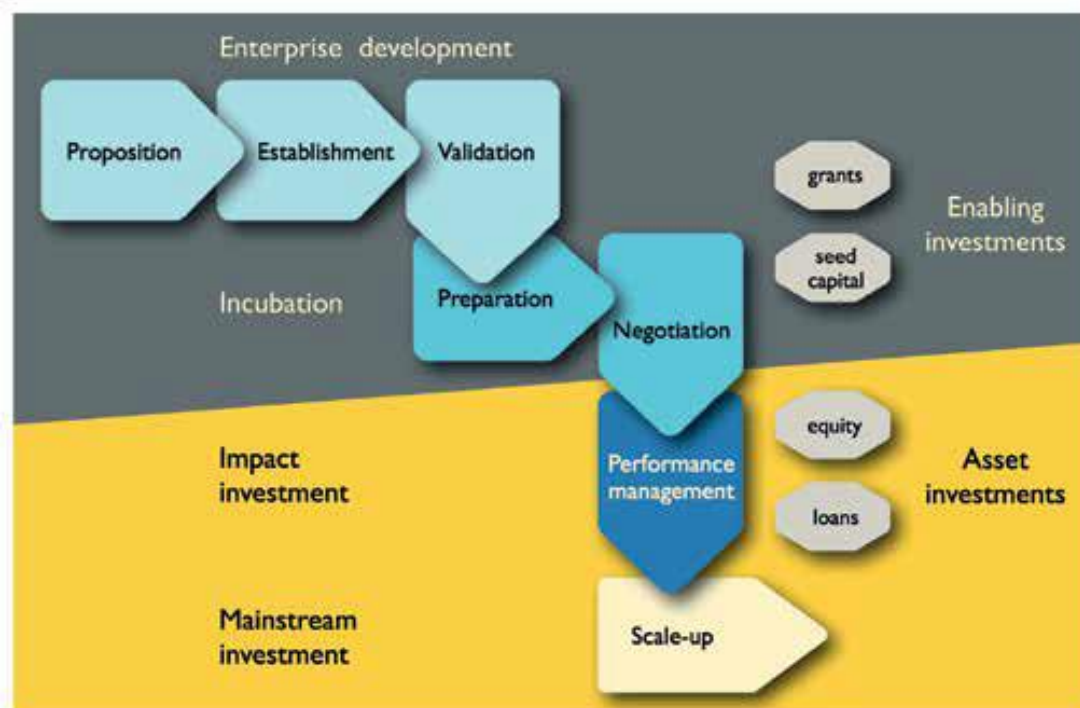 Enterprise development
Proposition
Establishment
Validation
grants
Enabling
investments
seed
capital
Incubation
Preparation
Negotiation
Impact
investment
Performance
management
equity
loans
Asset
investments
Mainstream
investment
Scale-up